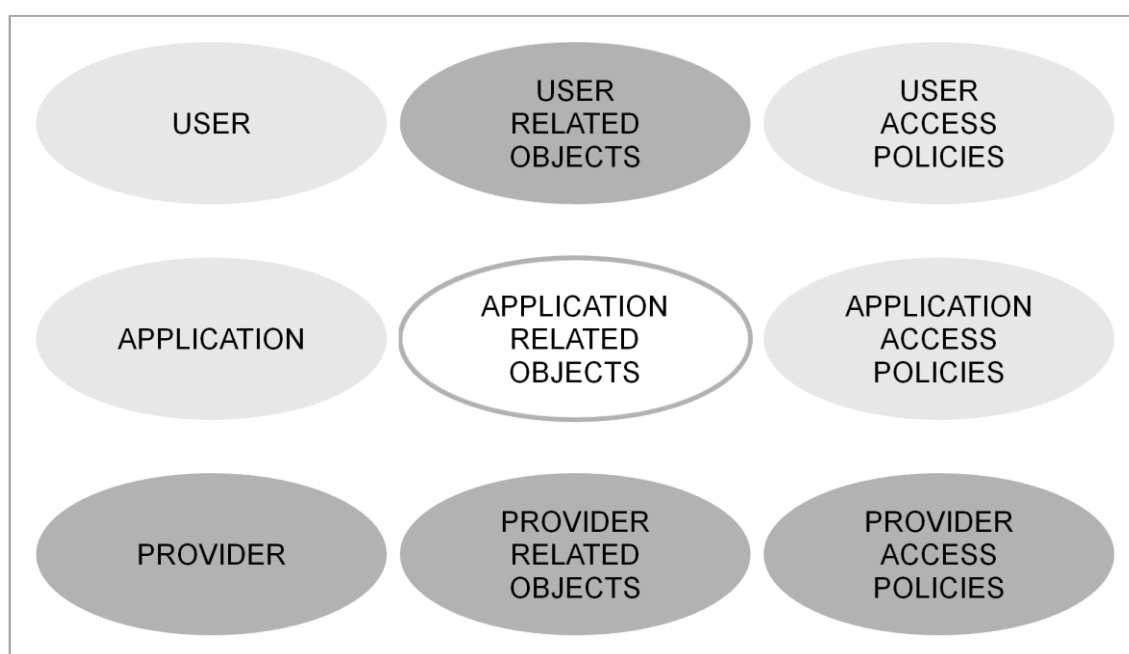 USER
USER
RELATED
OBJECTS
USER
ACCESS
POLICIES
APPLICATION
APPLICATION
RELATED
OBJECTS
APPLICATION
ACCESS
POLICIES
PROVIDER
PROVIDER
RELATED
OBJECTS
PROVIDER
ACCESS
POLICIES